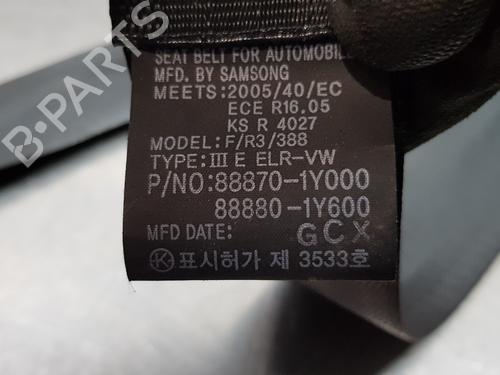 SEAT BELT FOR AUTOMOBILE
MFD. BY SAMSONG
MEETS:2005/40/EC
ECE R16.05
KS R 4027
MODEL: F/R3/388
TYPE: III E ELR-VW
P/NO:88870-1Y000
88880-1Y600
MFD DATE: GCX
K 표시허가 제 3533호
B-PARTS